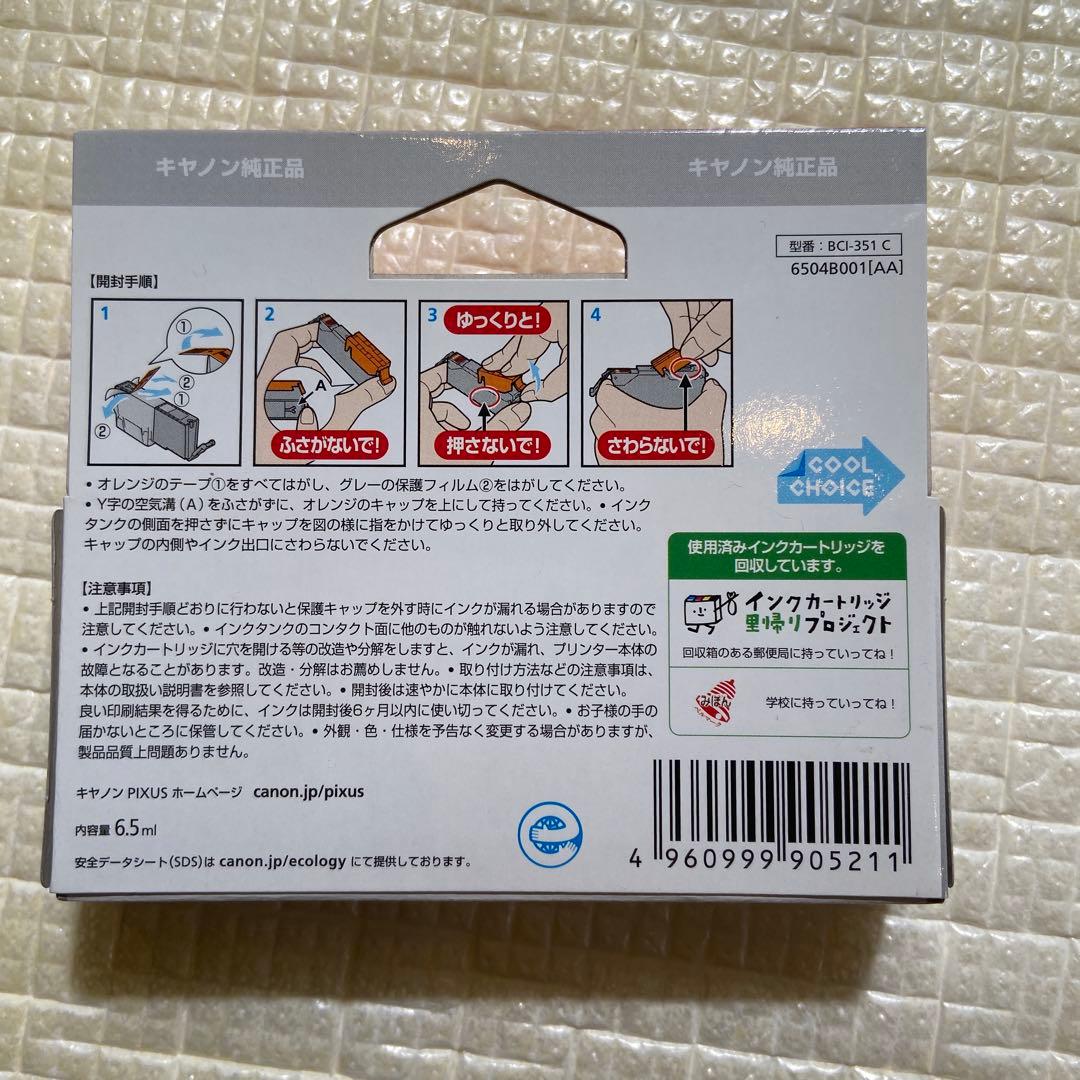 キヤノン純正品 キヤノン純正品
型番：BCI-351 C
6504B001[AA]
【開封手順】
1 ① ② ① ②
2 A ふさがないで！
3 ゆっくりと！ 押さないで！
4 さわらないで！
• オレンジのテープ①をすべてはがし、グレーの保護フィルム②をはがしてください。
• Y字の空気溝（A）をふさがずに、オレンジのキャップを上にして持ってください。• インク
タンクの側面を押さずにキャップを図の様に指をかけてゆっくりと取り外してください。
キャップの内側やインク出口にさわらないでください。
COOL
CHOICE
【注意事項】
• 上記開封手順どおりに行わないと保護キャップを外す時にインクが漏れる場合がありますので
注意してください。• インクタンクのコンタクト面に他のものが触れないよう注意してください。
• インクカートリッジに穴を開ける等の改造や分解をしますと、インクが漏れ、プリンター本体の
故障となることがあります。改造・分解はお薦めしません。• 取り付け方法などの注意事項は、
本体の取扱い説明書を参照してください。• 開封後は速やかに本体に取り付けてください。
良い印刷結果を得るために、インクは開封後6ヶ月以内に使い切ってください。• お子様の手の
届かないところに保管してください。• 外観・色・仕様を予告なく変更する場合がありますが、
製品品質上問題ありません。
使用済みインクカートリッジを
回収しています。
インクカートリッジ
里帰りプロジェクト
回収箱のある郵便局に持っていってね！
みほん
ベルマーク
学校に持っていってね！
キヤノン PIXUS ホームページ canon.jp/pixus
内容量 6.5ml
安全データシート（SDS）は canon.jp/ecology にて提供しております。
4 960999 905211